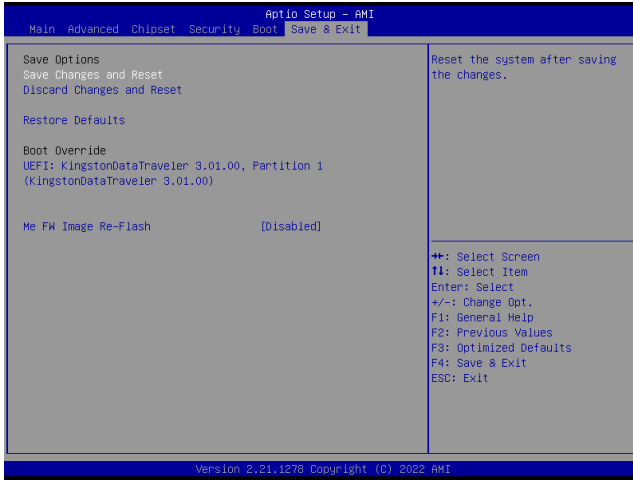 Aptio Setup – AMI
Main Advanced Chipset Security Boot Save & Exit
Save Options
Save Changes and Reset
Discard Changes and Reset
Restore Defaults
Boot Override
UEFI: KingstonDataTraveler 3.01.00, Partition 1
(KingstonDataTraveler 3.01.00)
Me FW Image Re-Flash [Disabled]
Reset the system after saving
the changes.
→←: Select Screen
↑↓: Select Item
Enter: Select
+/-: Change Opt.
F1: General Help
F2: Previous Values
F3: Optimized Defaults
F4: Save & Exit
ESC: Exit
Version 2.21.1278 Copyright (C) 2022 AMI